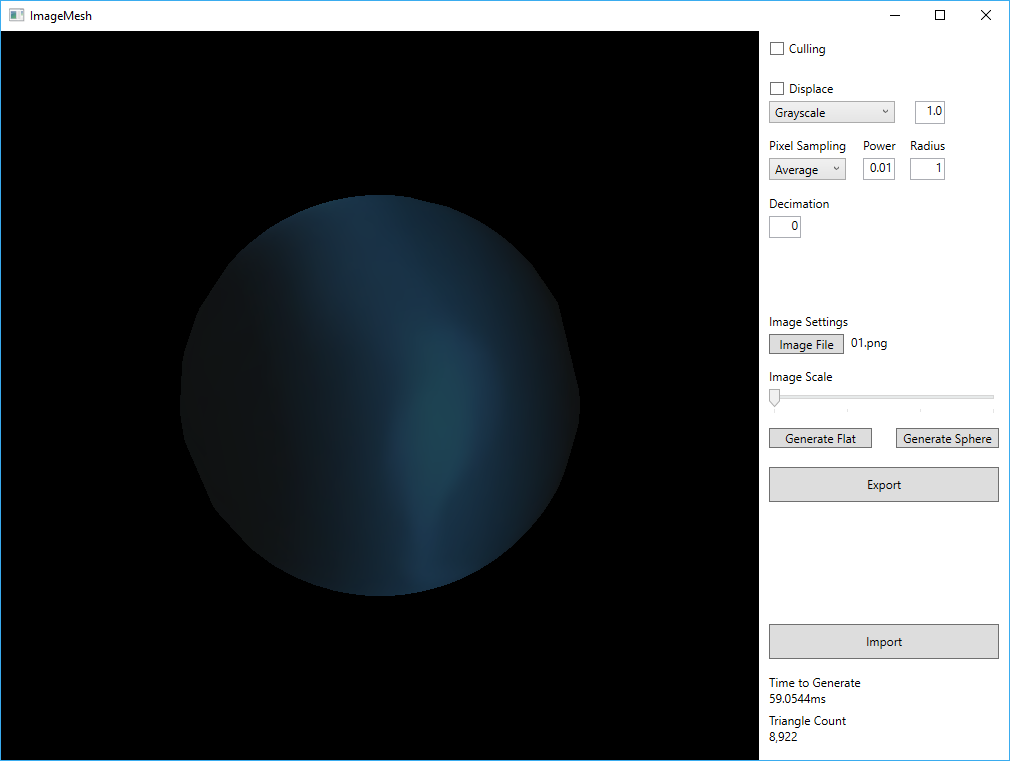 ImageMesh
Culling
Displace
Grayscale 1.0
Pixel Sampling Power Radius
Average 0.01 1
Decimation
0
Image Settings
Image File 01.png
Image Scale
Generate Flat Generate Sphere
Export
Import
Time to Generate
59.0544ms
Triangle Count
8,922